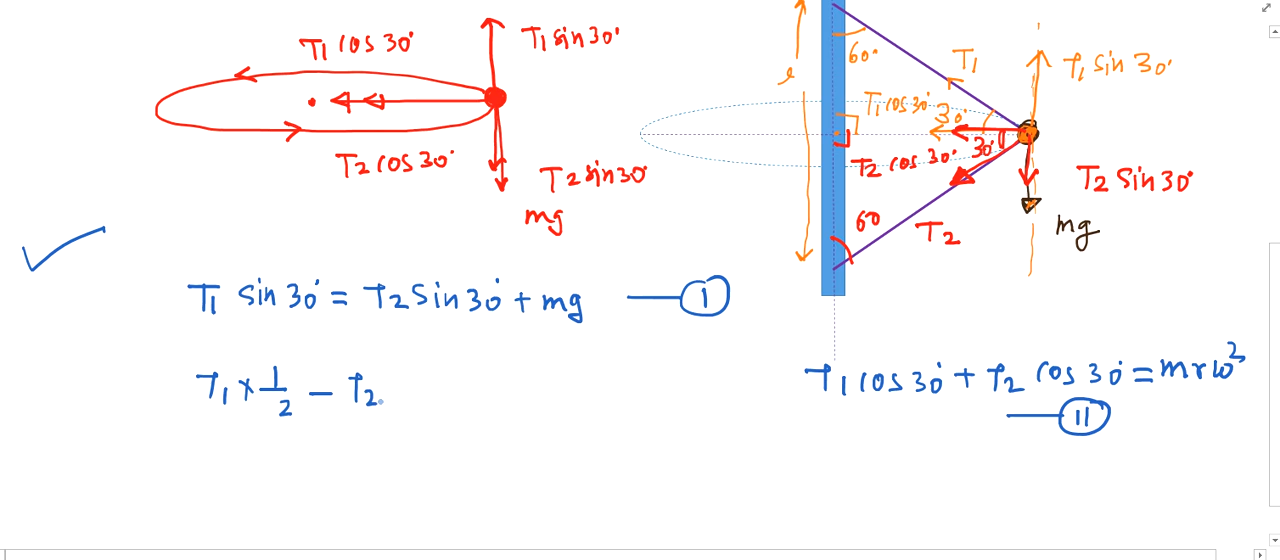 T1 cos 30°
T1 sin 30°
T2 cos 30°
T2 sin 30°
mg
l
60°
T1
T1 sin 30°
T1 cos 30°
30°
30°
T2 cos 30°
T2 sin 30°
60
T2
mg
T1 sin 30° = T2 sin 30° + mg — I
T1 × 1/2 − T2
T1 cos 30° + T2 cos 30° = mrω²
— II